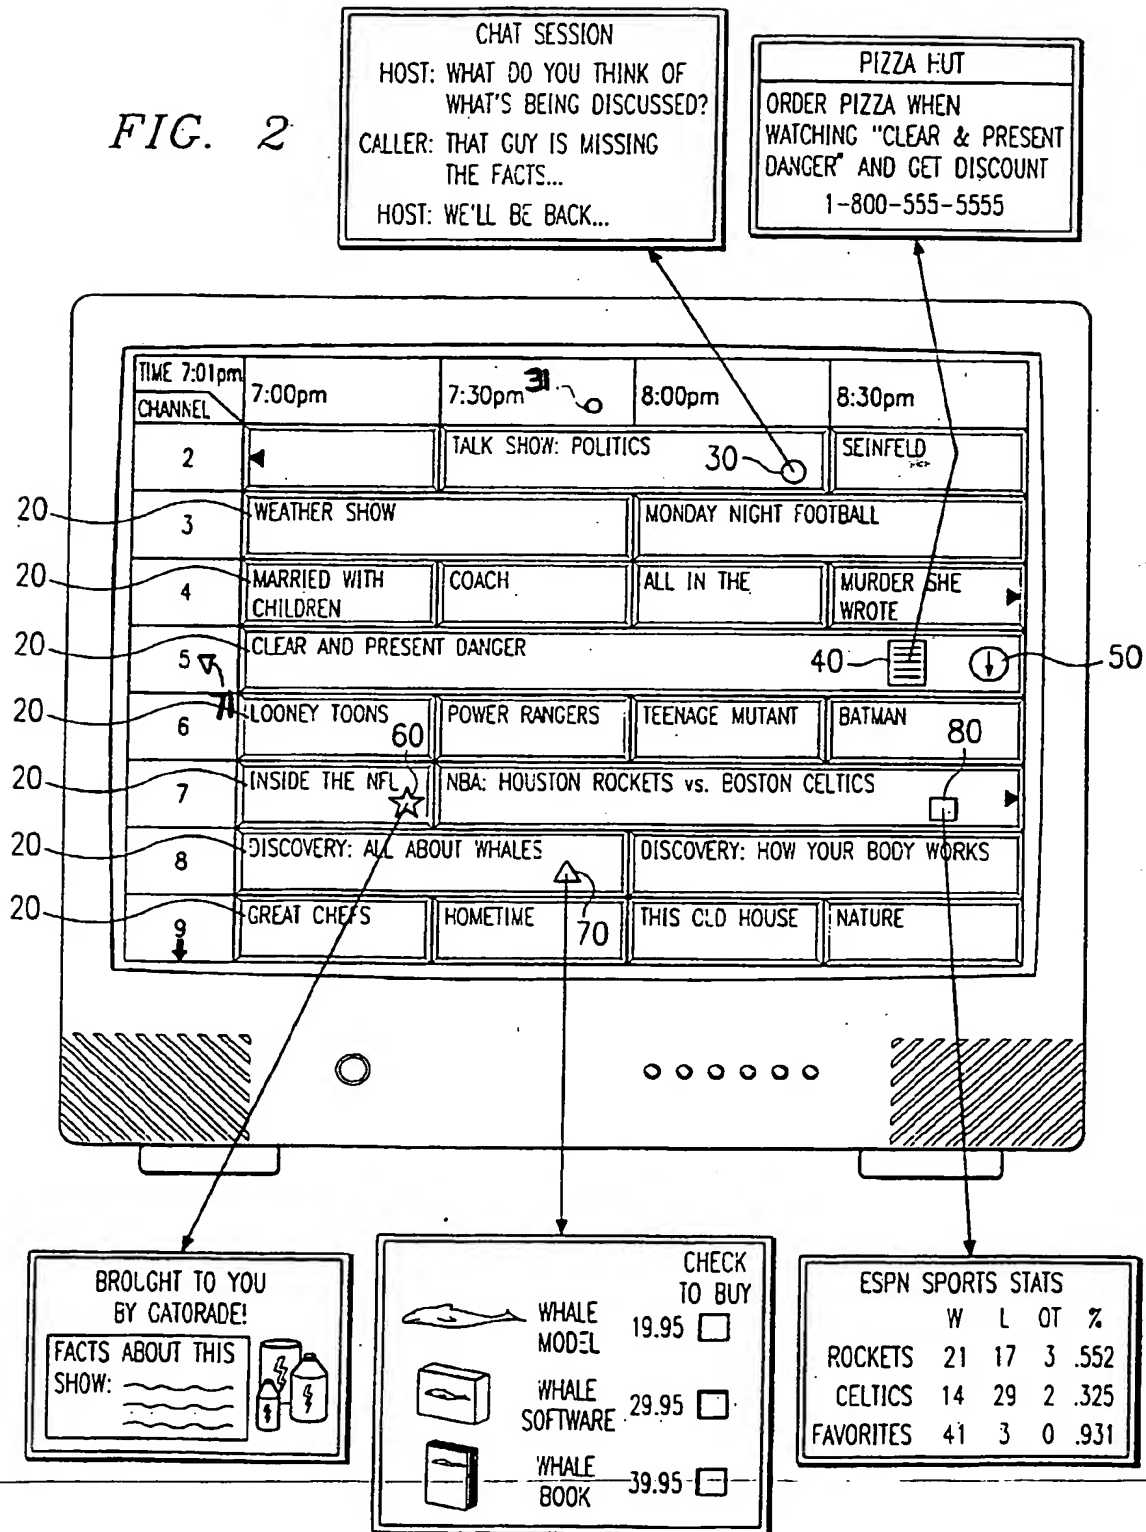 FIG. 2
CHAT SESSION
HOST: WHAT DO YOU THINK OF
WHAT'S BEING DISCUSSED?
CALLER: THAT GUY IS MISSING
THE FACTS...
HOST: WE'LL BE BACK...
PIZZA HUT
ORDER PIZZA WHEN
WATCHING "CLEAR & PRESENT
DANGER" AND GET DISCOUNT
1-800-555-5555
TIME 7:01pm
CHANNEL
7:00pm
7:30pm
31
8:00pm
8:30pm
2
TALK SHOW: POLITICS
30
SEINFELD
20
3
WEATHER SHOW
MONDAY NIGHT FOOTBALL
20
4
MARRIED WITH
CHILDREN
COACH
ALL IN THE
MURDER SHE
WROTE
20
5
CLEAR AND PRESENT DANGER
40
50
71
20
6
LOONEY TOONS
POWER RANGERS
TEENAGE MUTANT
BATMAN
60
80
20
7
INSIDE THE NFL
NBA: HOUSTON ROCKETS vs. BOSTON CELTICS
20
8
DISCOVERY: ALL ABOUT WHALES
DISCOVERY: HOW YOUR BODY WORKS
20
9
GREAT CHEFS
HOMETIME
70
THIS OLD HOUSE
NATURE
BROUGHT TO YOU
BY GATORADE!
FACTS ABOUT THIS
SHOW:
CHECK
TO BUY
WHALE
MODEL
19.95
WHALE
SOFTWARE
29.95
WHALE
BOOK
39.95
ESPN SPORTS STATS
W L OT %
ROCKETS 21 17 3 .552
CELTICS 14 29 2 .325
FAVORITES 41 3 0 .931